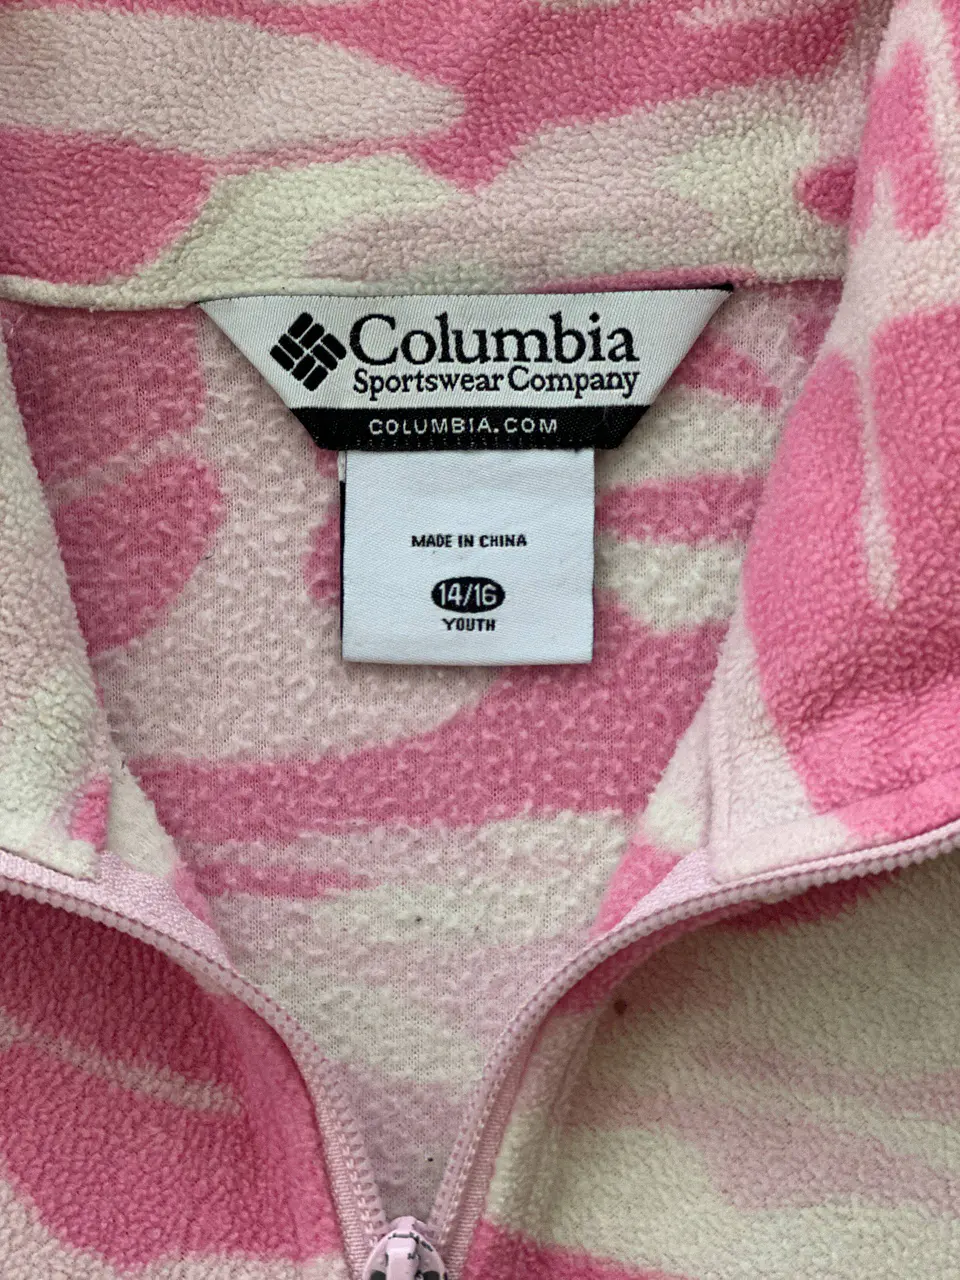 Columbia
Sportswear Company
COLUMBIA.COM
MADE IN CHINA
14/16
YOUTH